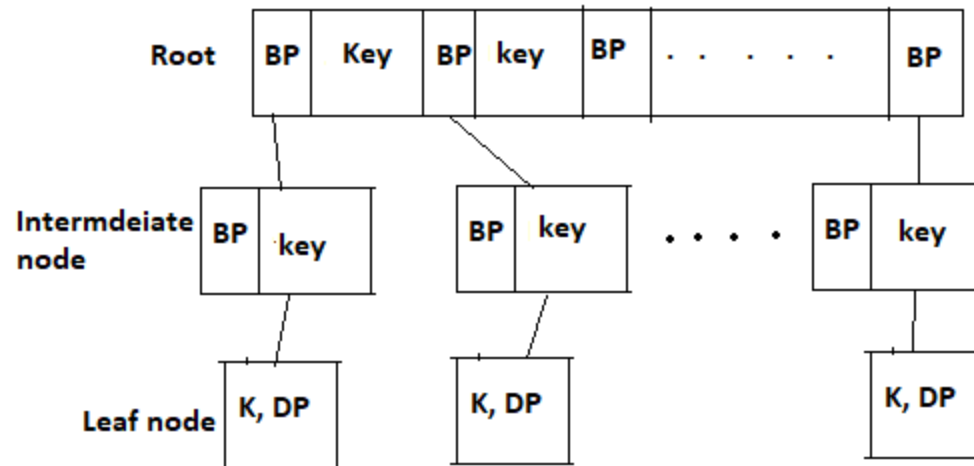 Root BP Key BP key BP . . . . . BP
Intermdeiate node BP key BP key . . . . BP key
Leaf node K, DP K, DP K, DP